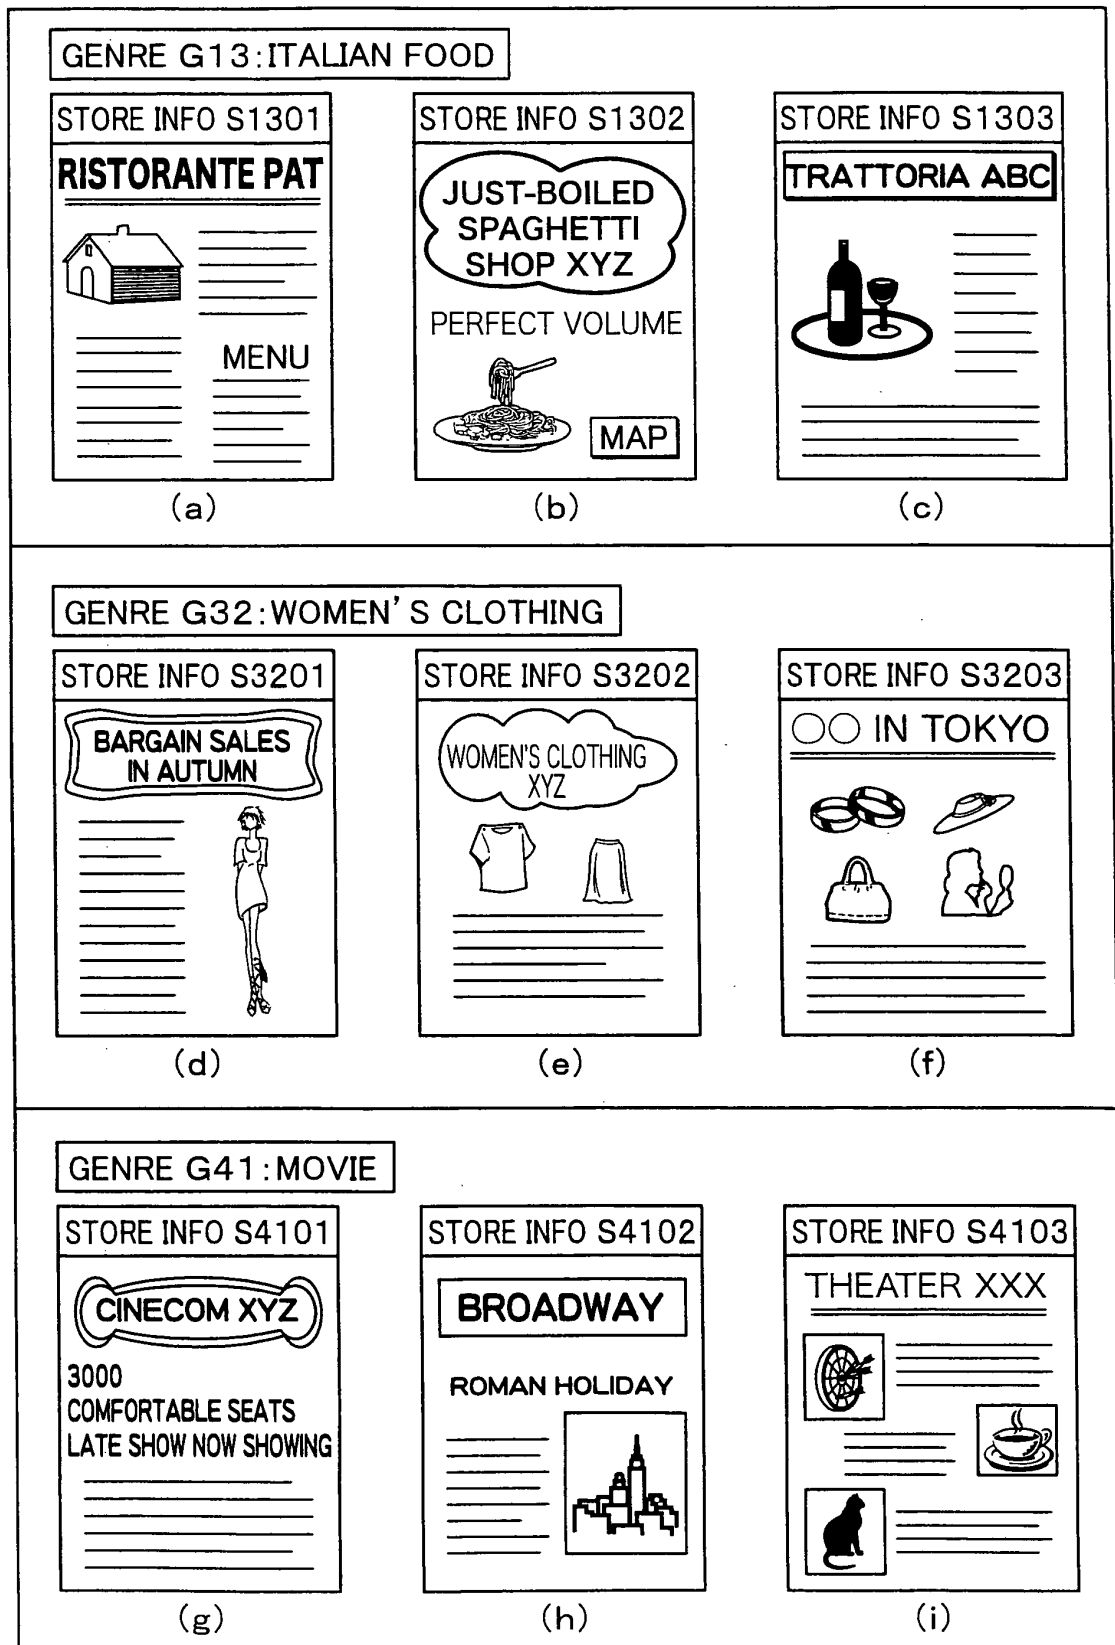 GENRE G13:ITALIAN FOOD
STORE INFO S1301
RISTORANTE PAT
MENU
(a)
STORE INFO S1302
JUST-BOILED
SPAGHETTI
SHOP XYZ
PERFECT VOLUME
MAP
(b)
STORE INFO S1303
TRATTORIA ABC
(c)
GENRE G32:WOMEN'S CLOTHING
STORE INFO S3201
BARGAIN SALES
IN AUTUMN
(d)
STORE INFO S3202
WOMEN'S CLOTHING
XYZ
(e)
STORE INFO S3203
○○ IN TOKYO
(f)
GENRE G41:MOVIE
STORE INFO S4101
CINECOM XYZ
3000
COMFORTABLE SEATS
LATE SHOW NOW SHOWING
(g)
STORE INFO S4102
BROADWAY
ROMAN HOLIDAY
(h)
STORE INFO S4103
THEATER XXX
(i)